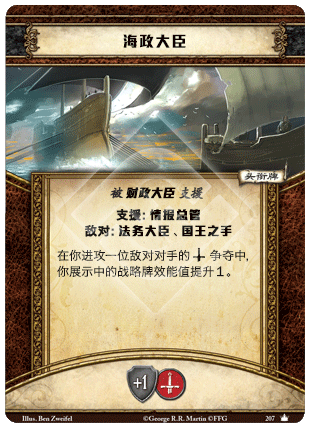 海政大臣
头衔牌
被 财政大臣 支援
支援: 情报总管
敌对: 法务大臣、国王之手
在你进攻一位敌对对手的 争夺中,
你展示中的战略牌效能值提升 1。
+1
Illus. Ben Zweifel ©George R.R. Martin ©FFG 207